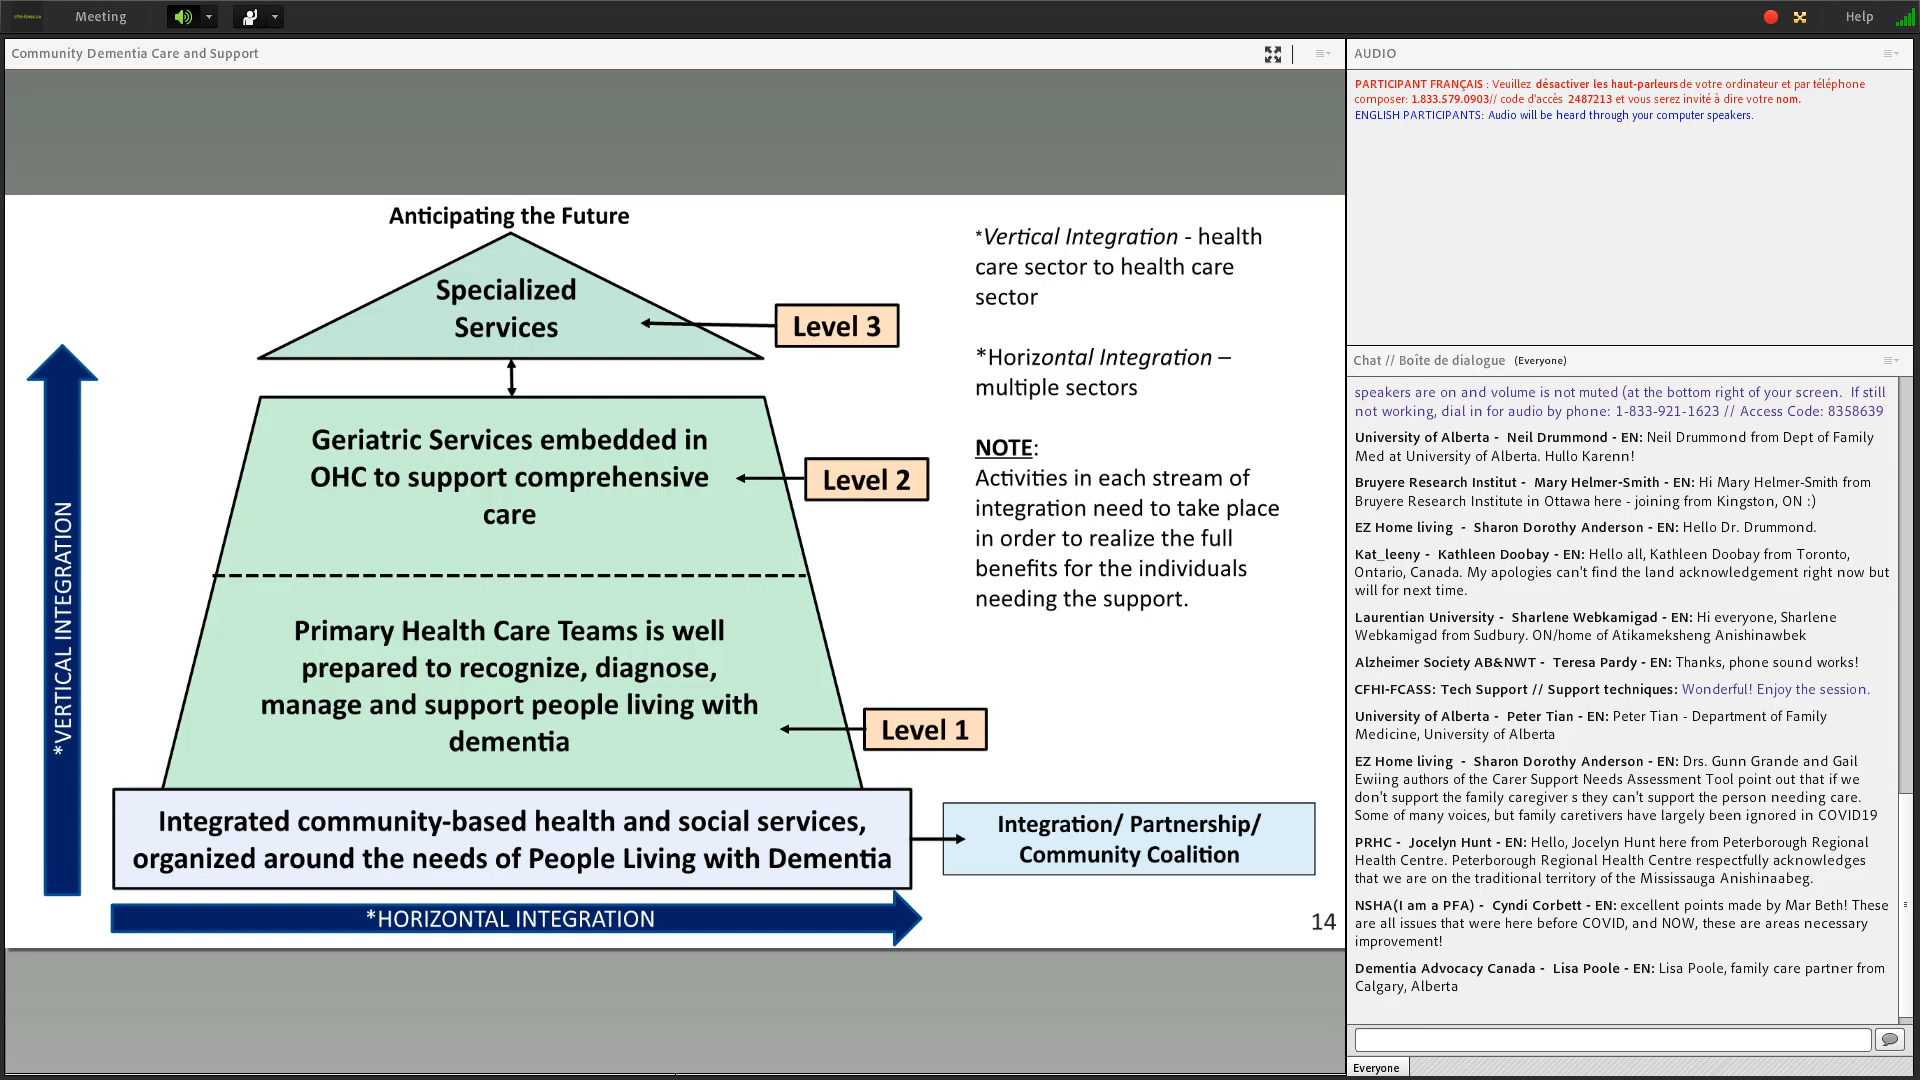 Meeting
Help
Community Dementia Care and Support
Anticipating the Future
Specialized
Services
Level 3
Geriatric Services embedded in
OHC to support comprehensive
care
Level 2
Primary Health Care Teams is well
prepared to recognize, diagnose,
manage and support people living with
dementia
Level 1
Integrated community-based health and social services,
organized around the needs of People Living with Dementia
Integration/ Partnership/
Community Coalition
*VERTICAL INTEGRATION
*HORIZONTAL INTEGRATION
*Vertical Integration - health
care sector to health care
sector
*Horizontal Integration –
multiple sectors
NOTE:
Activities in each stream of
integration need to take place
in order to realize the full
benefits for the individuals
needing the support.
14
AUDIO
PARTICIPANT FRANÇAIS : Veuillez désactiver les haut-parleurs de votre ordinateur et par téléphone
composer: 1.833.579.0903// code d'accès 2487213 et vous serez invité à dire votre nom.
ENGLISH PARTICIPANTS: Audio will be heard through your computer speakers.
Chat // Boîte de dialogue (Everyone)
speakers are on and volume is not muted (at the bottom right of your screen. If still
not working, dial in for audio by phone: 1-833-921-1623 // Access Code: 8358639
University of Alberta - Neil Drummond - EN: Neil Drummond from Dept of Family
Med at University of Alberta. Hullo Karenn!
Bruyere Research Institut - Mary Helmer-Smith - EN: Hi Mary Helmer-Smith from
Bruyere Research Institute in Ottawa here - joining from Kingston, ON :)
EZ Home living - Sharon Dorothy Anderson - EN: Hello Dr. Drummond.
Kat_leeny - Kathleen Doobay - EN: Hello all, Kathleen Doobay from Toronto,
Ontario, Canada. My apologies can't find the land acknowledgement right now but
will for next time.
Laurentian University - Sharlene Webkamigad - EN: Hi everyone, Sharlene
Webkamigad from Sudbury. ON/home of Atikameksheng Anishinawbek
Alzheimer Society AB&NWT - Teresa Pardy - EN: Thanks, phone sound works!
CFHI-FCASS: Tech Support // Support techniques: Wonderful! Enjoy the session.
University of Alberta - Peter Tian - EN: Peter Tian - Department of Family
Medicine, University of Alberta
EZ Home living - Sharon Dorothy Anderson - EN: Drs. Gunn Grande and Gail
Ewiing authors of the Carer Support Needs Assessment Tool point out that if we
don't support the family caregiver s they can't support the person needing care.
Some of many voices, but family caretivers have largely been ignored in COVID19
PRHC - Jocelyn Hunt - EN: Hello, Jocelyn Hunt here from Peterborough Regional
Health Centre. Peterborough Regional Health Centre respectfully acknowledges
that we are on the traditional territory of the Mississauga Anishinaabeg.
NSHA(I am a PFA) - Cyndi Corbett - EN: excellent points made by Mar Beth! These
are all issues that were here before COVID, and NOW, these are areas necessary
improvement!
Dementia Advocacy Canada - Lisa Poole - EN: Lisa Poole, family care partner from
Calgary, Alberta
Everyone